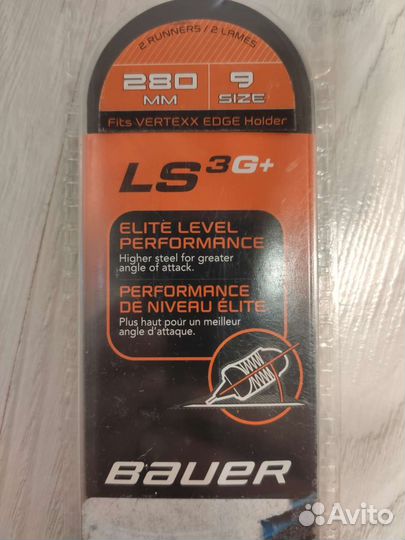 2 RUNNERS / 2 LAMES
280 MM
9 SIZE
Fits VERTEXX EDGE Holder
LS3G+
ELITE LEVEL
PERFORMANCE
Higher steel for greater
angle of attack.
PERFORMANCE
DE NIVEAU ÉLITE
Plus haut pour un meilleur
angle d'attaque.
BAUER
Avito